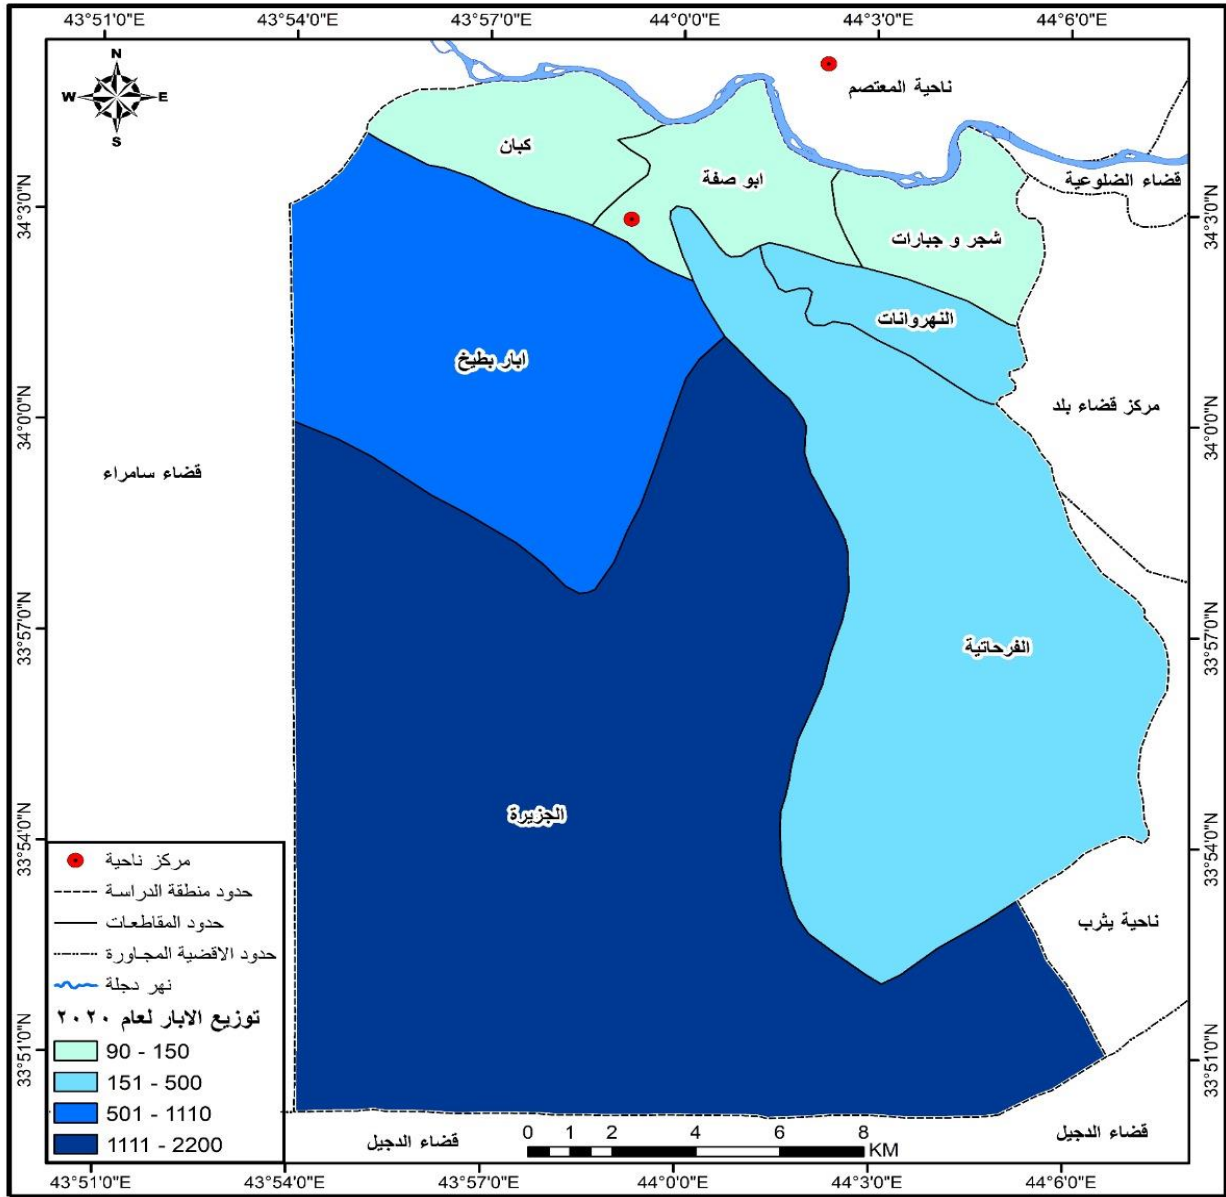 43°51'0"E 43°54'0"E 43°57'0"E 44°0'0"E 44°3'0"E 44°6'0"E
N
W E
S
ناحية المعتصم
كبان
ابو صفة
قضاء الضلوعية
34°3'0"N 34°3'0"N
شجر و جبارات
النهروانات
ابار بطيخ
مركز قضاء بلد
34°0'0"N 34°0'0"N
قضاء سامراء
33°57'0"N 33°57'0"N
الفرحاتية
الجزيرة
33°54'0"N 33°54'0"N
ناحية يثرب
33°51'0"N 33°51'0"N
مركز ناحية
حدود منطقة الدراسة
حدود المقاطعات
حدود الاقضية المجاورة
نهر دجلة
توزيع الابار لعام ٢٠٢٠
90 - 150
151 - 500
501 - 1110
1111 - 2200
قضاء الدجيل
قضاء الدجيل
0 1 2 4 6 8
KM
43°51'0"E 43°54'0"E 43°57'0"E 44°0'0"E 44°3'0"E 44°6'0"E